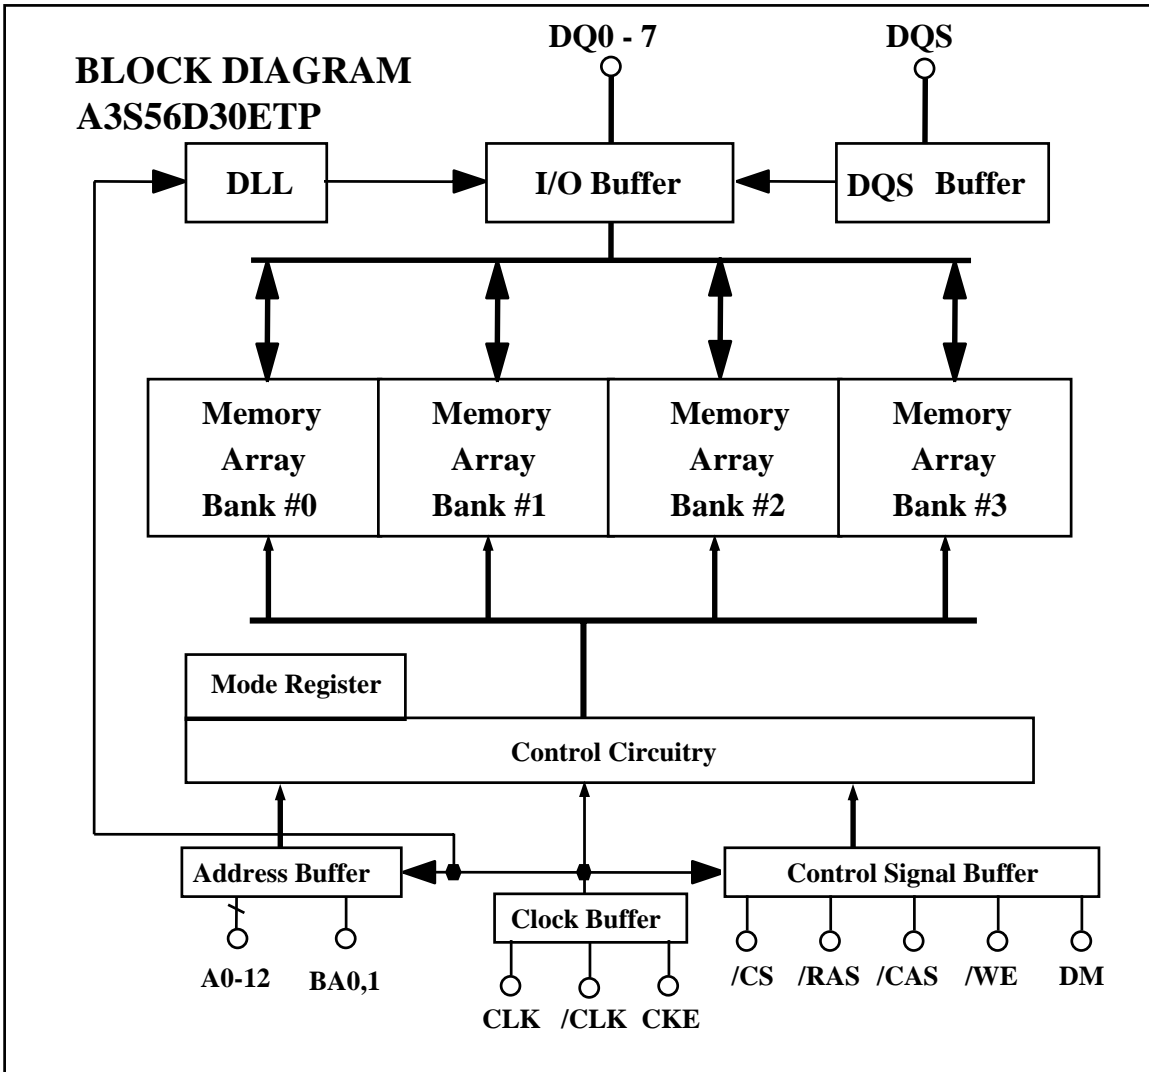 DQ0 - 7
DQS
BLOCK DIAGRAM
A3S56D30ETP
DLL
I/O Buffer
DQS Buffer
Memory
Array
Bank #0
Memory
Array
Bank #1
Memory
Array
Bank #2
Memory
Array
Bank #3
Mode Register
Control Circuitry
Address Buffer
Clock Buffer
Control Signal Buffer
A0-12
BA0,1
CLK
/CLK
CKE
/CS
/RAS
/CAS
/WE
DM